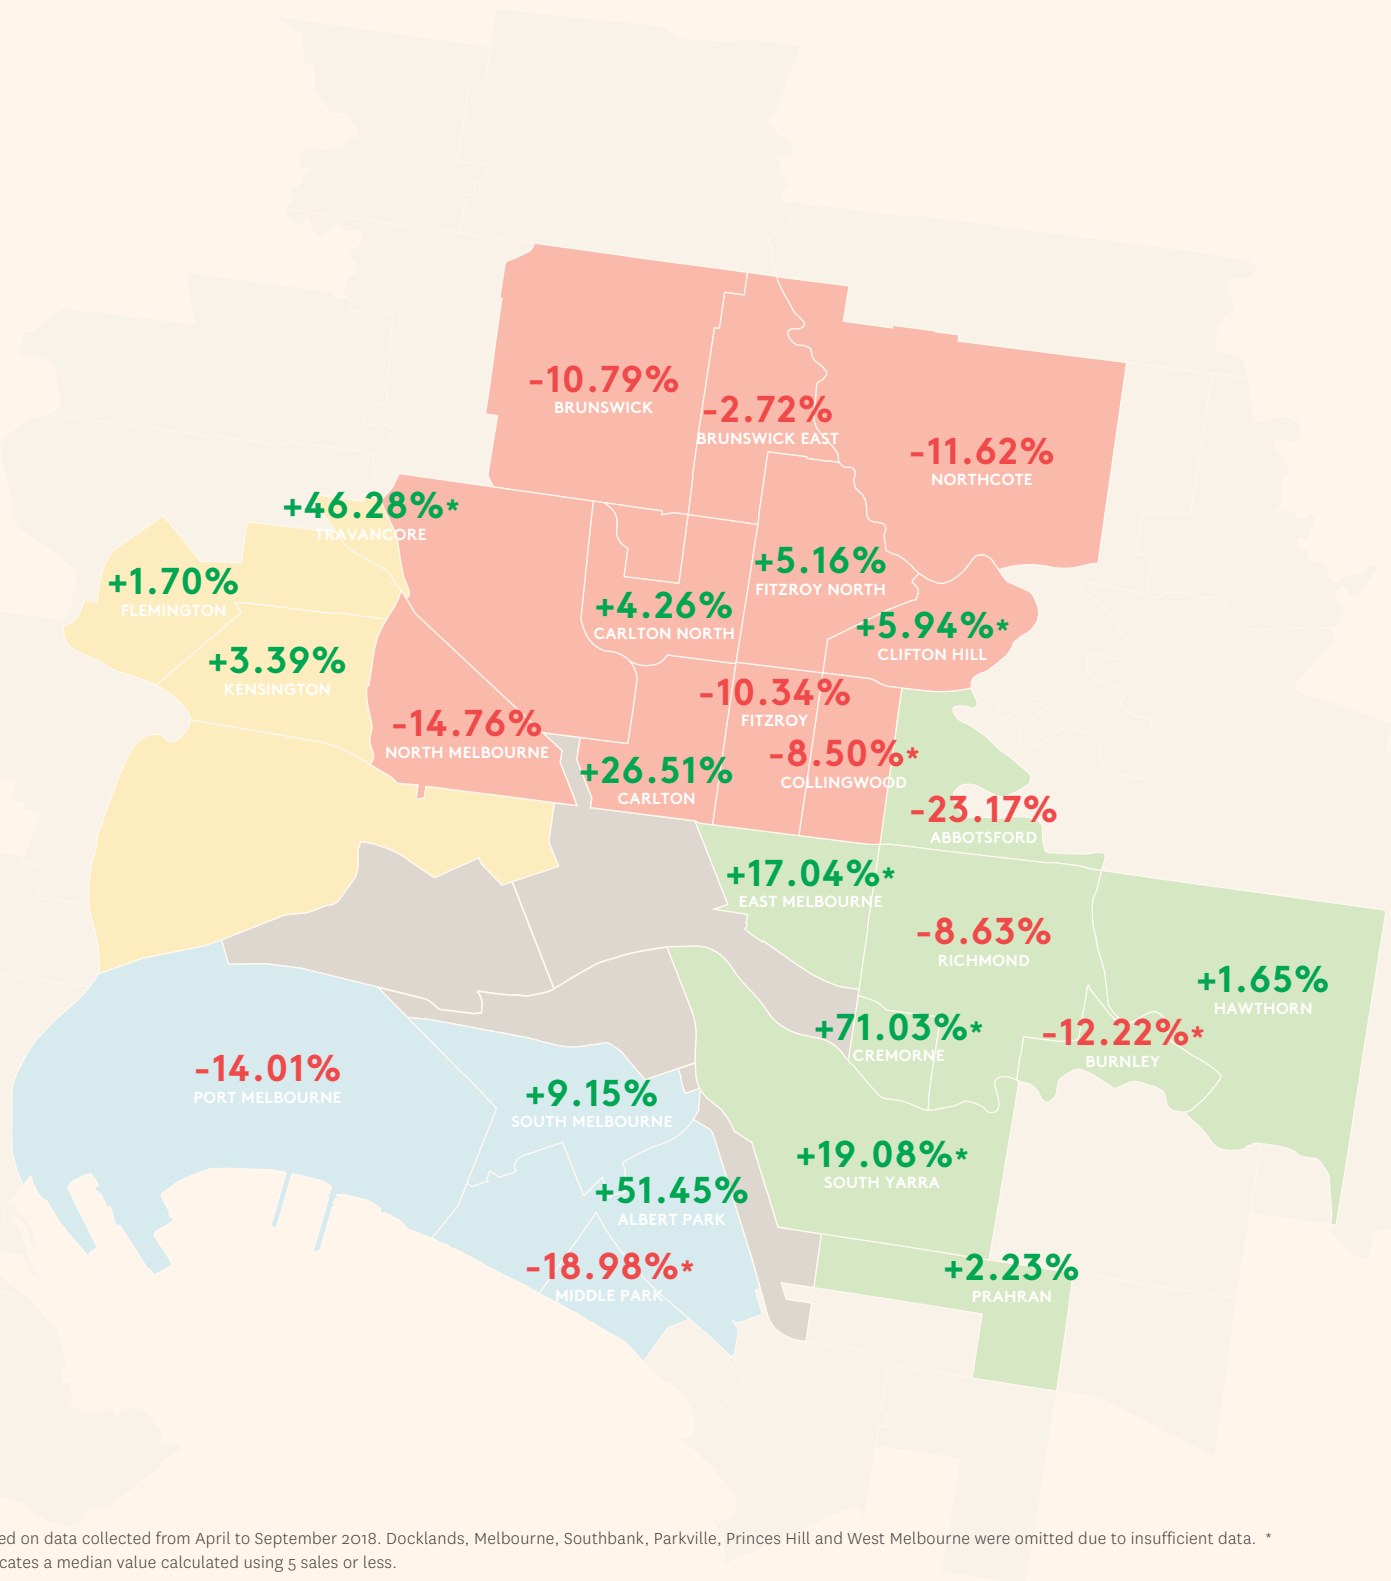 -10.79%
BRUNSWICK
-2.72%
BRUNSWICK EAST
-11.62%
NORTHCOTE
+46.28%*
TRAVANCORE
+1.70%
FLEMINGTON
+5.16%
FITZROY NORTH
+4.26%
CARLTON NORTH
+5.94%*
CLIFTON HILL
+3.39%
KENSINGTON
-14.76%
NORTH MELBOURNE
-10.34%
FITZROY
-8.50%*
COLLINGWOOD
+26.51%
CARLTON
-23.17%
ABBOTSFORD
+17.04%*
EAST MELBOURNE
-8.63%
RICHMOND
+1.65%
HAWTHORN
+71.03%*
CREMORNE
-12.22%*
BURNLEY
-14.01%
PORT MELBOURNE
+9.15%
SOUTH MELBOURNE
+19.08%*
SOUTH YARRA
+51.45%
ALBERT PARK
-18.98%*
MIDDLE PARK
+2.23%
PRAHRAN
ed on data collected from April to September 2018. Docklands, Melbourne, Southbank, Parkville, Princes Hill and West Melbourne were omitted due to insufficient data. *
cates a median value calculated using 5 sales or less.